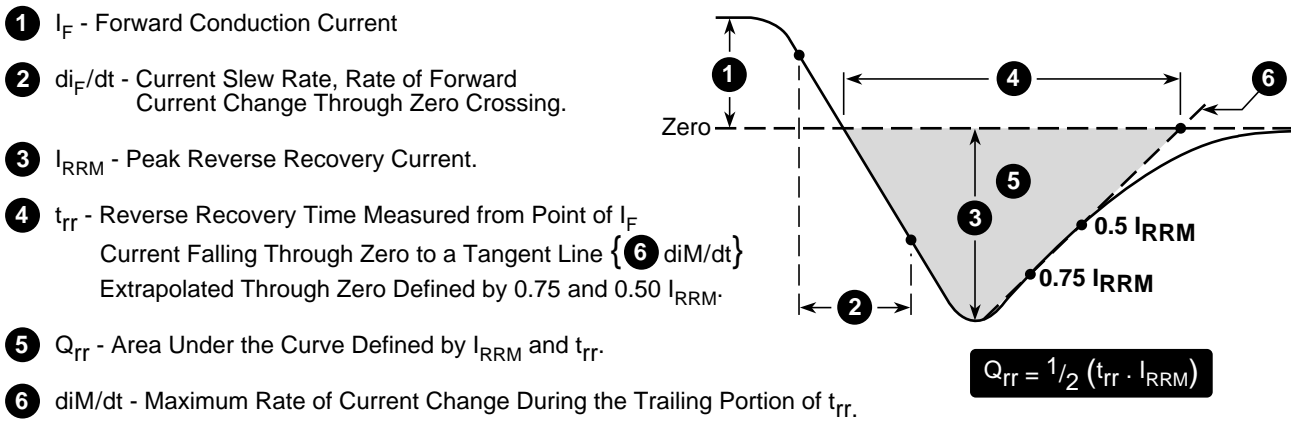 1 I_F - Forward Conduction Current
2 di_F/dt - Current Slew Rate, Rate of Forward
Current Change Through Zero Crossing.
3 I_RRM - Peak Reverse Recovery Current.
4 t_rr - Reverse Recovery Time Measured from Point of I_F
Current Falling Through Zero to a Tangent Line {6 diM/dt}
Extrapolated Through Zero Defined by 0.75 and 0.50 I_RRM.
5 Q_rr - Area Under the Curve Defined by I_RRM and t_rr.
6 diM/dt - Maximum Rate of Current Change During the Trailing Portion of t_rr.
1
4
6
Zero
5
3
0.5 I_RRM
0.75 I_RRM
2
Q_rr = 1/2 (t_rr . I_RRM)